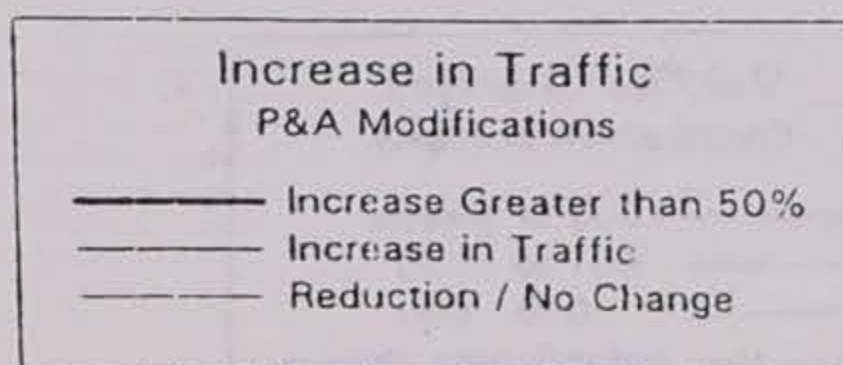 Increase in Traffic
P&A Modifications
Increase Greater than 50%
Increase in Traffic
Reduction / No Change